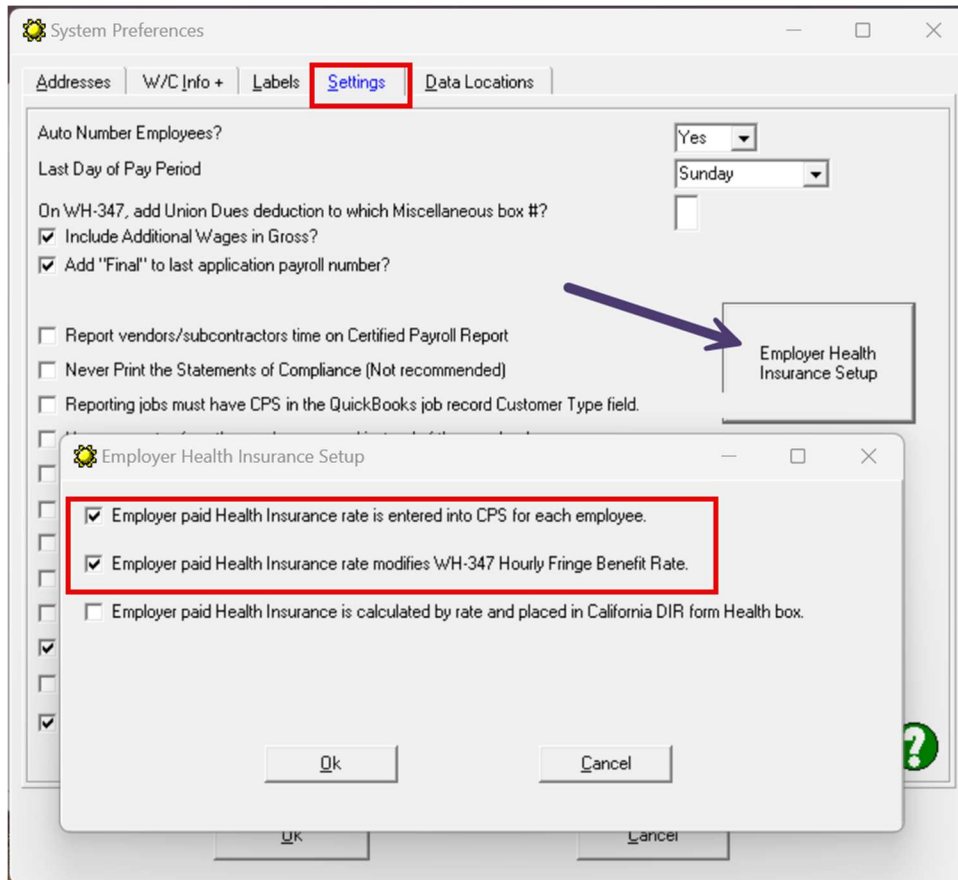 System Preferences
Addresses W/C Info + Labels Settings Data Locations
Auto Number Employees? Yes
Last Day of Pay Period Sunday
On WH-347, add Union Dues deduction to which Miscellaneous box #?
Include Additional Wages in Gross?
Add "Final" to last application payroll number?
Report vendors/subcontractors time on Certified Payroll Report
Never Print the Statements of Compliance (Not recommended)
Reporting jobs must have CPS in the QuickBooks job record Customer Type field.
Employer Health
Insurance Setup
Employer Health Insurance Setup
Employer paid Health Insurance rate is entered into CPS for each employee.
Employer paid Health Insurance rate modifies WH-347 Hourly Fringe Benefit Rate.
Employer paid Health Insurance is calculated by rate and placed in California DIR form Health box.
Ok Cancel
?
Ok Cancel